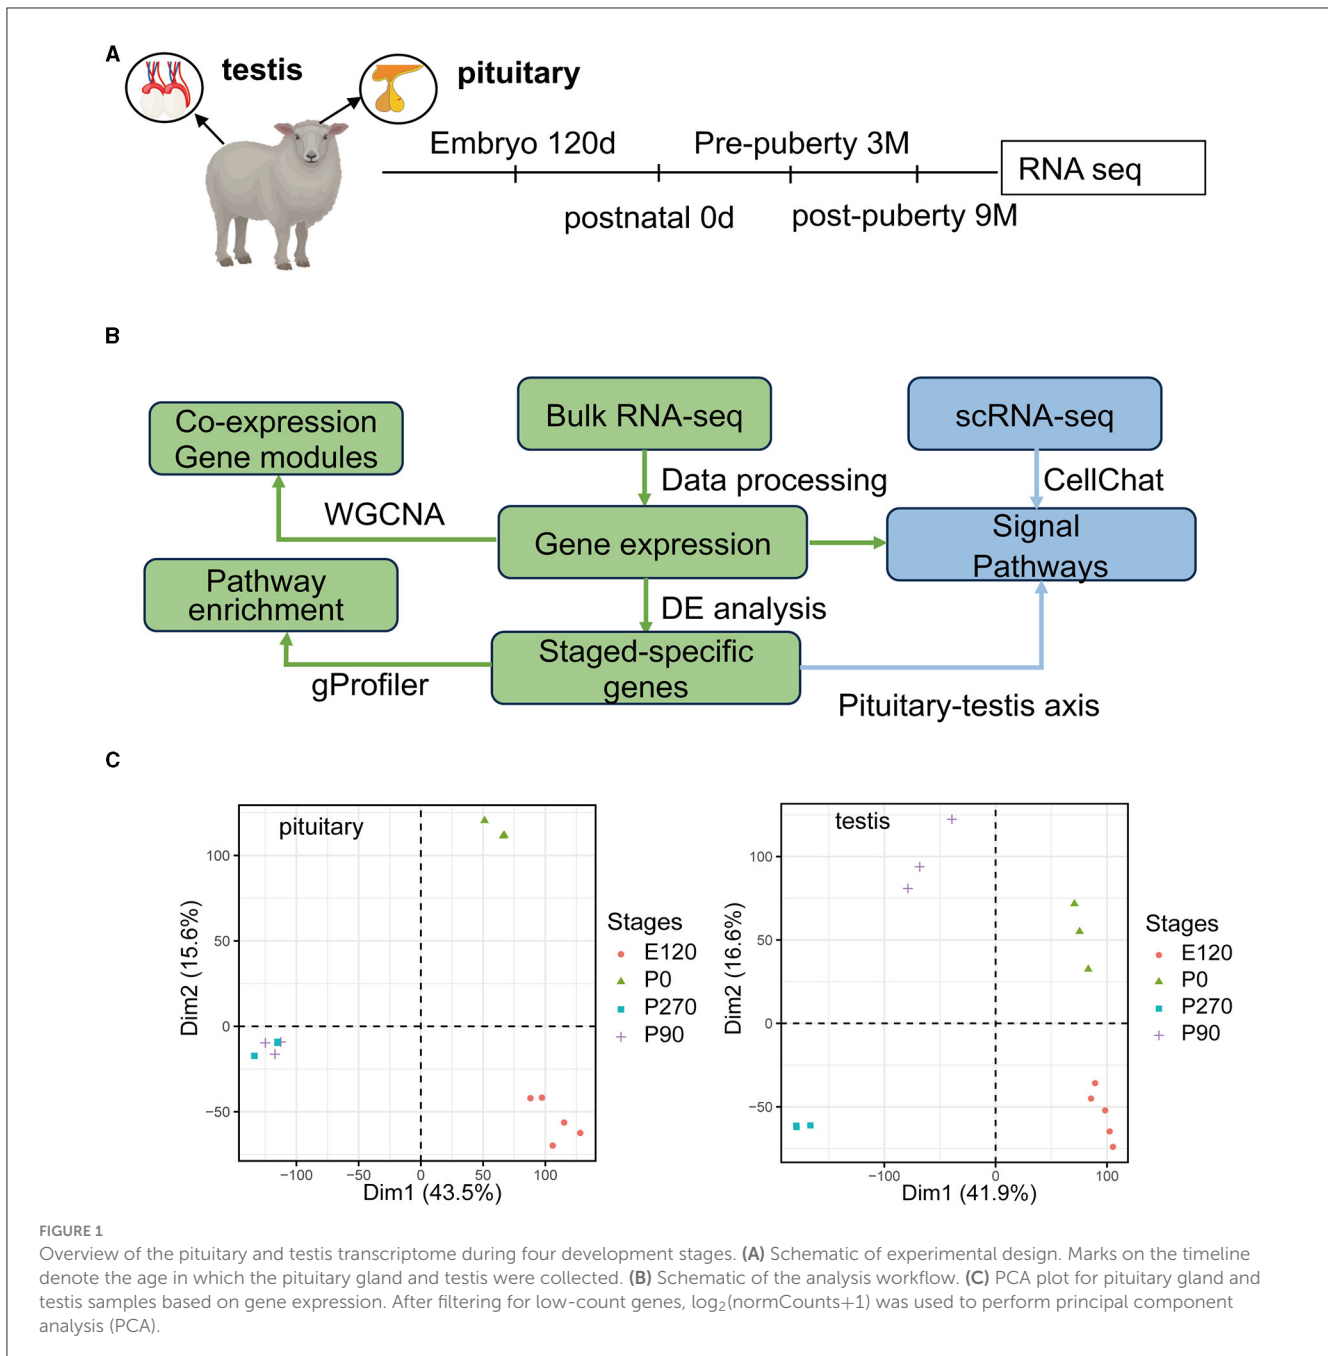 A
testis
pituitary
Embryo 120d
Pre-puberty 3M
RNA seq
postnatal 0d
post-puberty 9M
B
Co-expression
Gene modules
Bulk RNA-seq
scRNA-seq
Data processing
CellChat
WGCNA
Gene expression
Signal
Pathways
Pathway
enrichment
DE analysis
Staged-specific
genes
gProfiler
Pituitary-testis axis
C
pituitary
100
50
0
−50
Dim2 (15.6%)
−100
−50
0
50
100
Dim1 (43.5%)
Stages
E120
P0
P270
P90
testis
100
50
0
−50
Dim2 (16.6%)
−100
0
100
Dim1 (41.9%)
Stages
E120
P0
P270
P90
FIGURE 1
Overview of the pituitary and testis transcriptome during four development stages. (A) Schematic of experimental design. Marks on the timeline
denote the age in which the pituitary gland and testis were collected. (B) Schematic of the analysis workflow. (C) PCA plot for pituitary gland and
testis samples based on gene expression. After filtering for low-count genes, log₂(normCounts+1) was used to perform principal component
analysis (PCA).